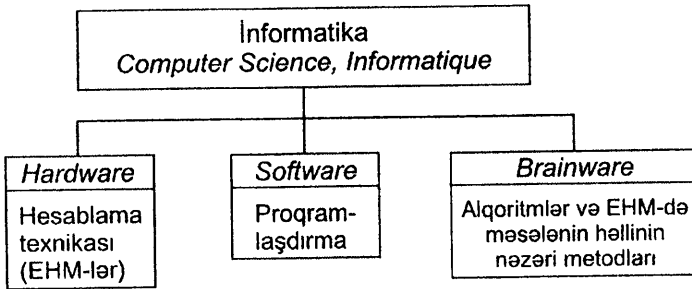 İnformatika
Computer Science, Informatique
Hardware
Hesablama
texnikası
(EHM-lər)
Software
Proqram-
laşdırma
Brainware
Alqoritmlər və EHM-də
məsələnin həllinin
nəzəri metodları